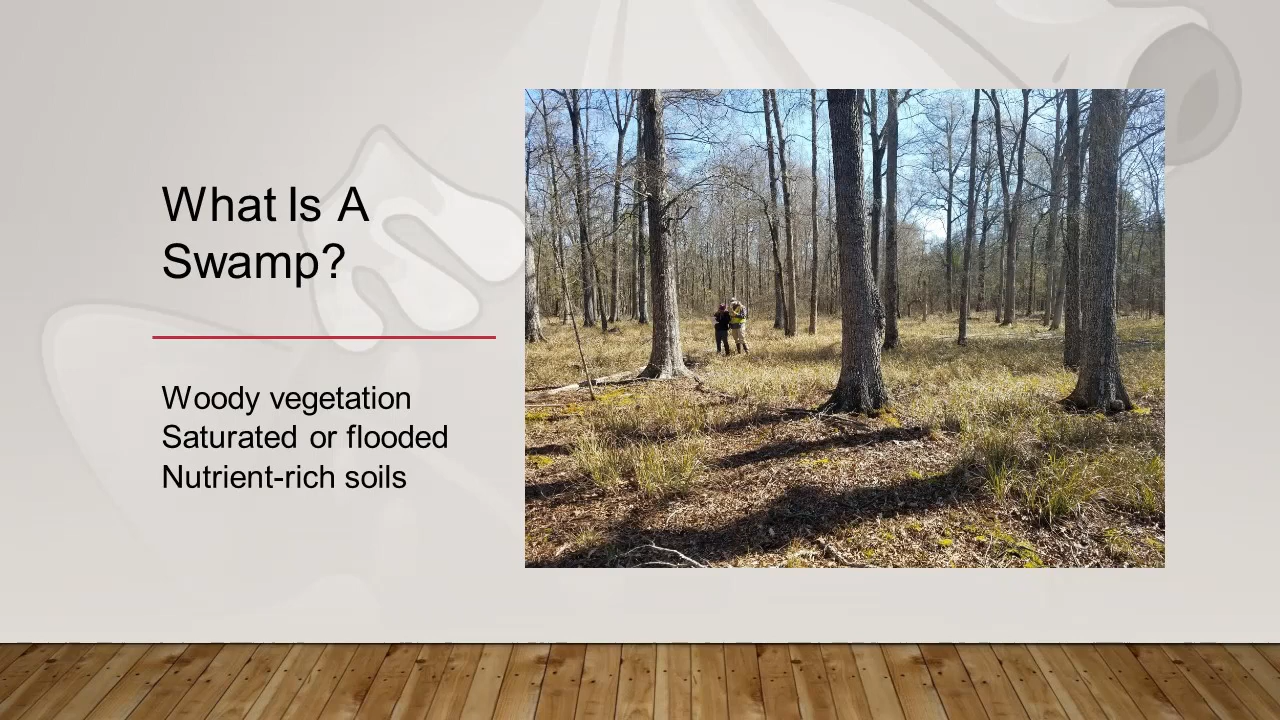 What Is A
Swamp?
Woody vegetation
Saturated or flooded
Nutrient-rich soils